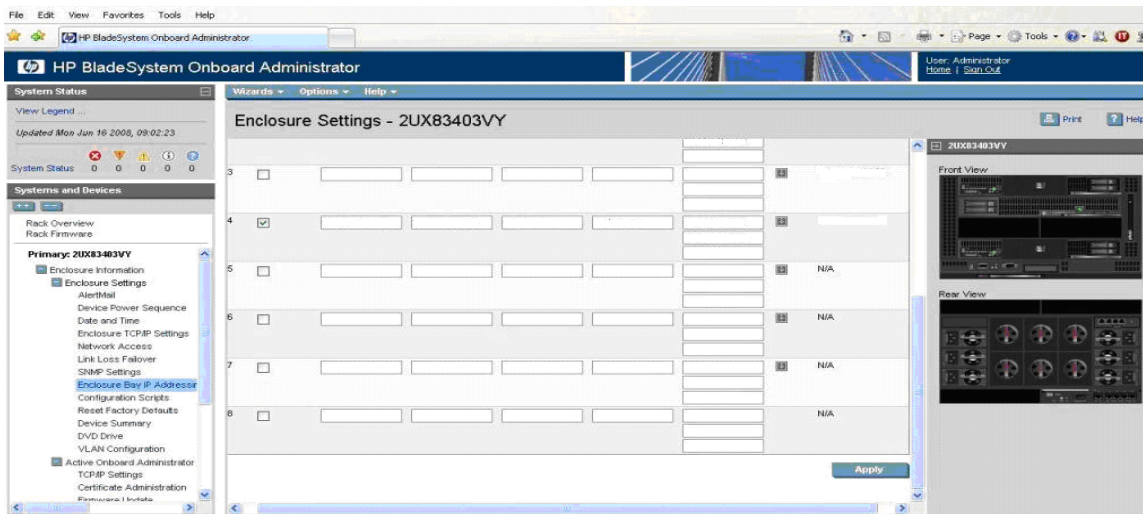 File Edit View Favorites Tools Help
HP BladeSystem Onboard Administrator
Page Tools
HP BladeSystem Onboard Administrator
User: Administrator
Home | Sign Out
System Status
View Legend ...
Updated Mon Jun 16 2008, 09:02:23
System Status 0 0 0 0 0
Systems and Devices
Rack Overview
Rack Firmware
Primary: 2UX83403VY
Enclosure Information
Enclosure Settings
AlertMail
Device Power Sequence
Date and Time
Enclosure TCP/IP Settings
Network Access
Link Loss Failover
SNMP Settings
Enclosure Bay IP Addressin
Configuration Scripts
Reset Factory Defaults
Device Summary
DVD Drive
VLAN Configuration
Active Onboard Administrator
TCP/IP Settings
Certificate Administration
Firmware Update
Wizards Options Help
Enclosure Settings - 2UX83403VY
Print Help
3
4
5 N/A
6 N/A
7 N/A
8 N/A
Apply
2UX83403VY
Front View
Rear View